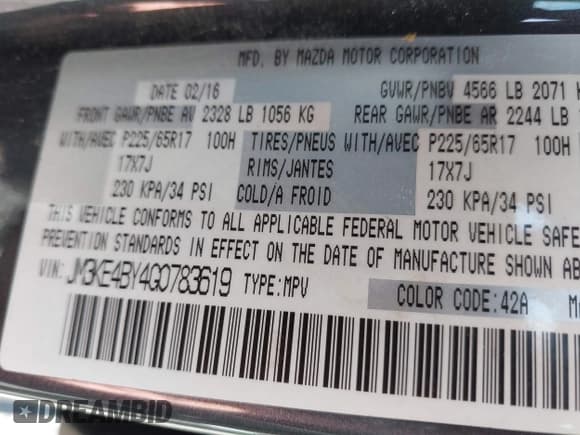 MFD. BY MAZDA MOTOR CORPORATION
DATE 02/16 GVWR/PNBV 4566 LB 2071
FRONT GAWR/PNBE AV 2328 LB 1056 KG REAR GAWR/PNBE AR 2244 LB
WITH/AVEC P225/65R17 100H TIRES/PNEUS WITH/AVEC P225/65R17 100H
17X7J RIMS/JANTES 17X7J
230 KPA/34 PSI COLD/A FROID 230 KPA/34 PSI
THIS VEHICLE CONFORMS TO ALL APPLICABLE FEDERAL MOTOR VEHICLE SAFE
PREVENTION STANDARDS IN EFFECT ON THE DATE OF MANUFACTURE SHOWN AB
VIN: JM3KE4BY4G0783619 TYPE:MPV COLOR CODE:42A
DREAMBID